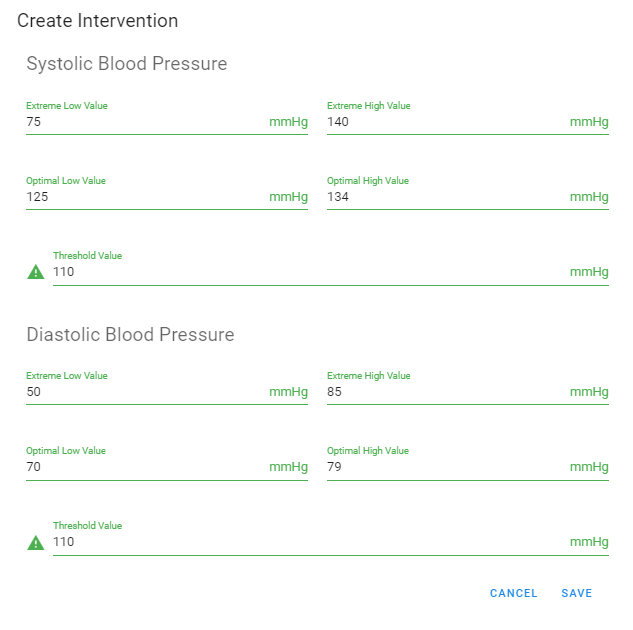 Create Intervention
Systolic Blood Pressure
Extreme Low Value Extreme High Value
75 mmHg 140 mmHg
Optimal Low Value Optimal High Value
125 mmHg 134 mmHg
Threshold Value
110 mmHg
Diastolic Blood Pressure
Extreme Low Value Extreme High Value
50 mmHg 85 mmHg
Optimal Low Value Optimal High Value
70 mmHg 79 mmHg
Threshold Value
110 mmHg
CANCEL SAVE